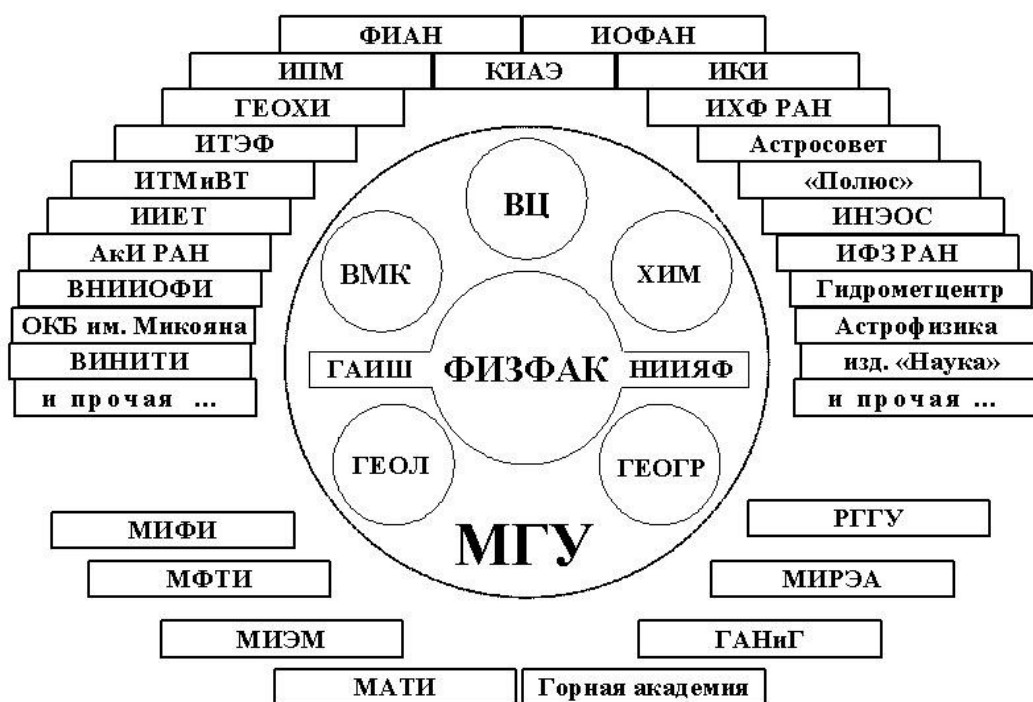 ФИАН
ИОФАН
ИПМ
КИАЭ
ИКИ
ГЕОХИ
ИХФ РАН
ИТЭФ
Астросовет
ИТМиВТ
«Полюс»
ИИЕТ
ИНЭОС
АкИ РАН
ИФЗ РАН
ВНИИОФИ
Гидрометцентр
ОКБ им. Микояна
Астрофизика
ВИНИТИ
изд. «Наука»
и прочая ...
и прочая ...
ВЦ
ВМК
ХИМ
ГАИШ
ФИЗФАК
НИИЯФ
ГЕОЛ
ГЕОГР
МГУ
МИФИ
РГГУ
МФТИ
МИРЭА
МИЭМ
ГАНиГ
МАТИ
Горная академия